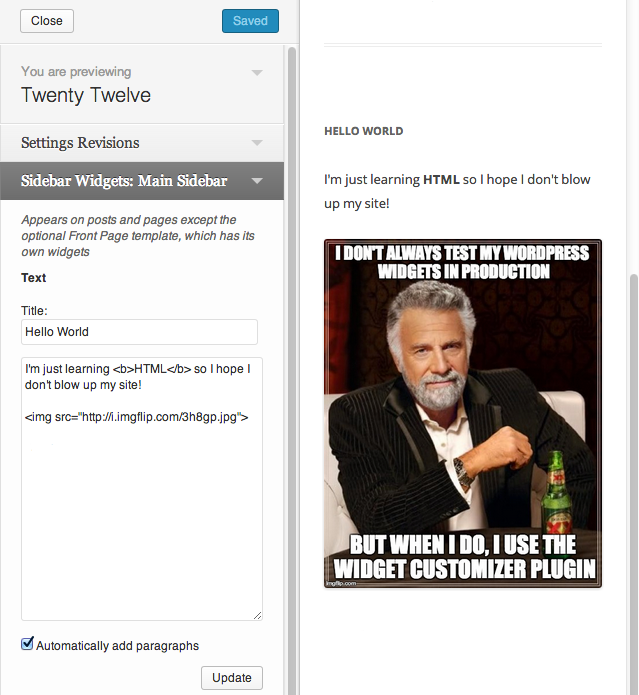 Close
Saved
You are previewing
Twenty Twelve
Settings Revisions
Sidebar Widgets: Main Sidebar
Appears on posts and pages except the
optional Front Page template, which has its
own widgets
Text
Title:
Hello World
I'm just learning <b>HTML</b> so I hope I
don't blow up my site!
<img src="http://i.imgflip.com/3h8gp.jpg">
Automatically add paragraphs
Update
HELLO WORLD
I'm just learning HTML so I hope I don't blow
up my site!
I DON'T ALWAYS TEST MY WORDPRESS
WIDGETS IN PRODUCTION
BUT WHEN I DO, I USE THE
WIDGET CUSTOMIZER PLUGIN
imgflip.com